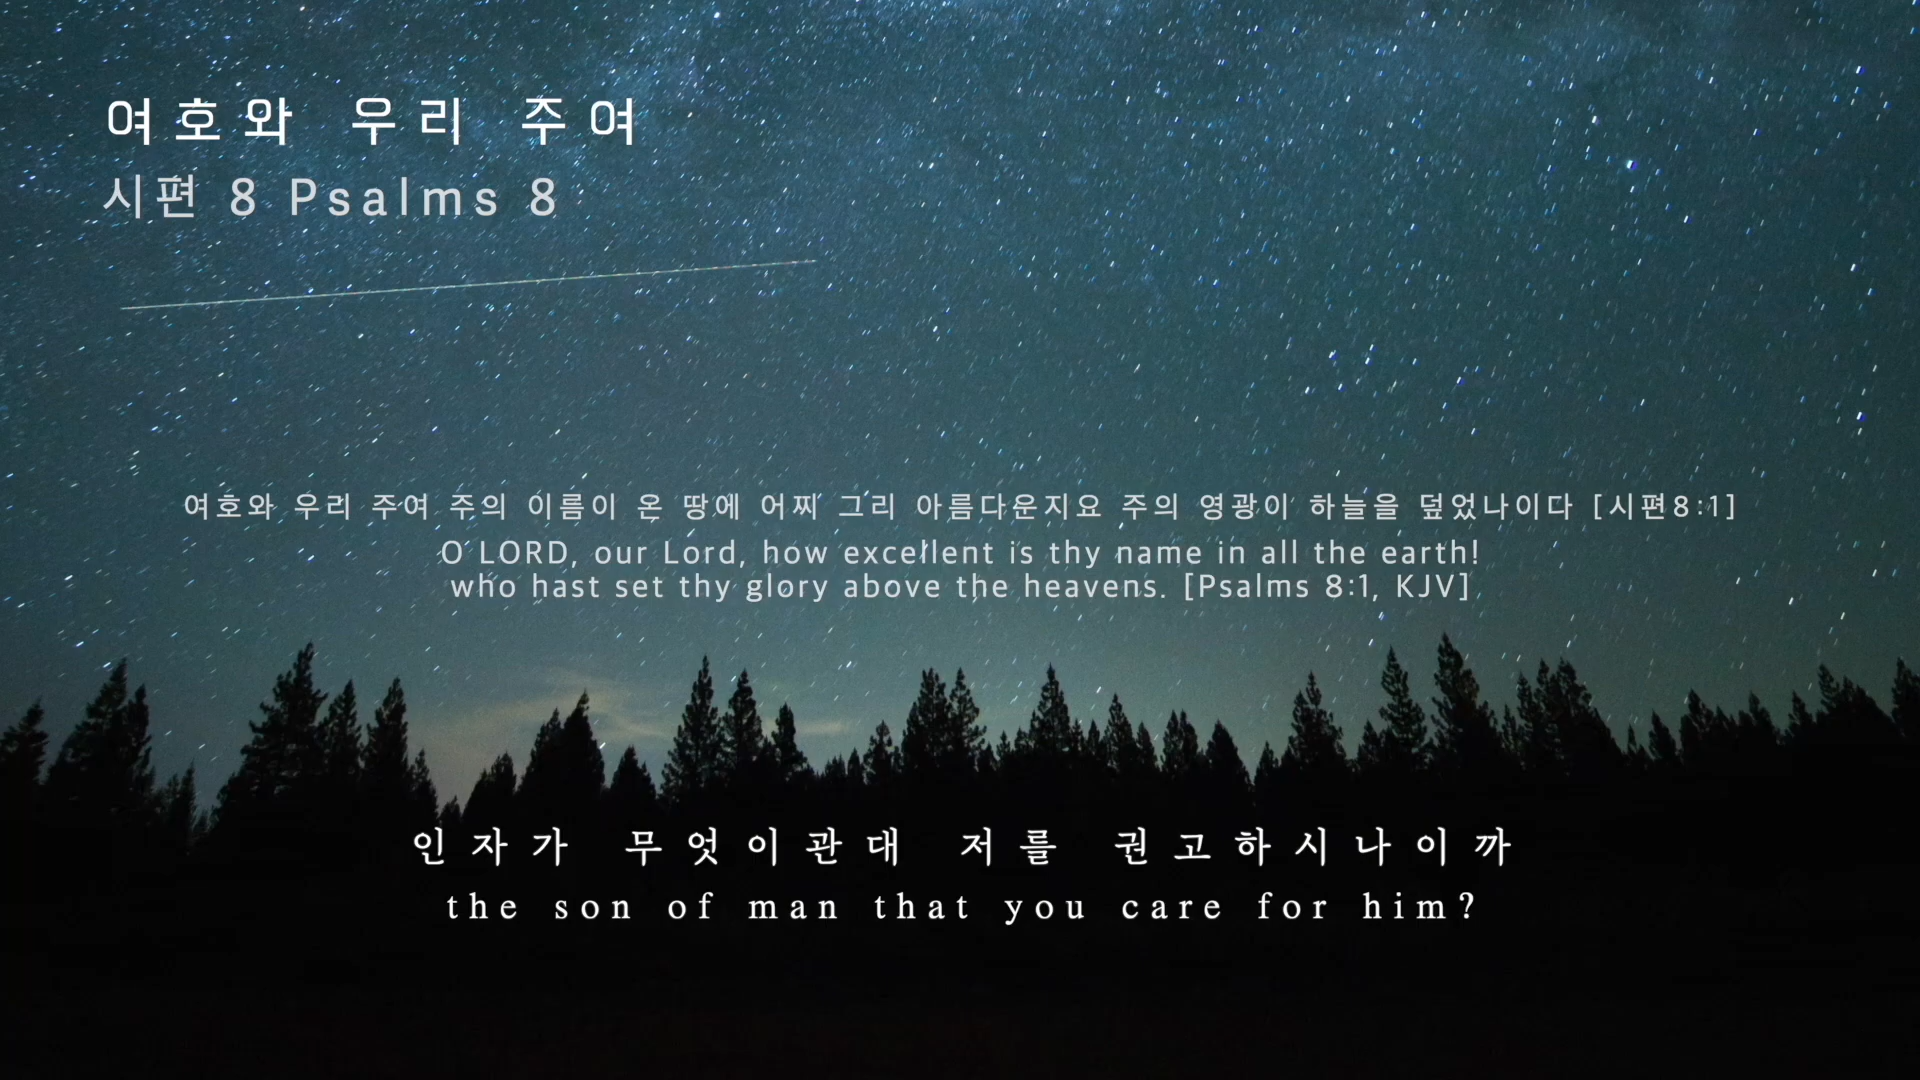 여호와 우리 주여
시편 8 Psalms 8
여호와 우리 주여 주의 이름이 온 땅에 어찌 그리 아름다운지요 주의 영광이 하늘을 덮었나이다 [시편8:1]
O LORD, our Lord, how excellent is thy name in all the earth!
who hast set thy glory above the heavens. [Psalms 8:1, KJV]
인자가 무엇이관대 저를 권고하시나이까
the son of man that you care for him?